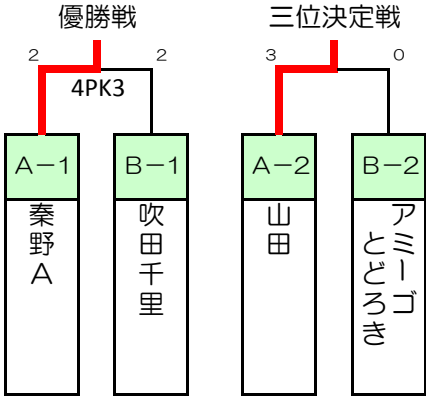 優勝戦
三位決定戦
2
2
3
0
4PK3
A-1
B-1
A-2
B-2
秦野A
吹田千里
山田
アミーゴ
とどろき